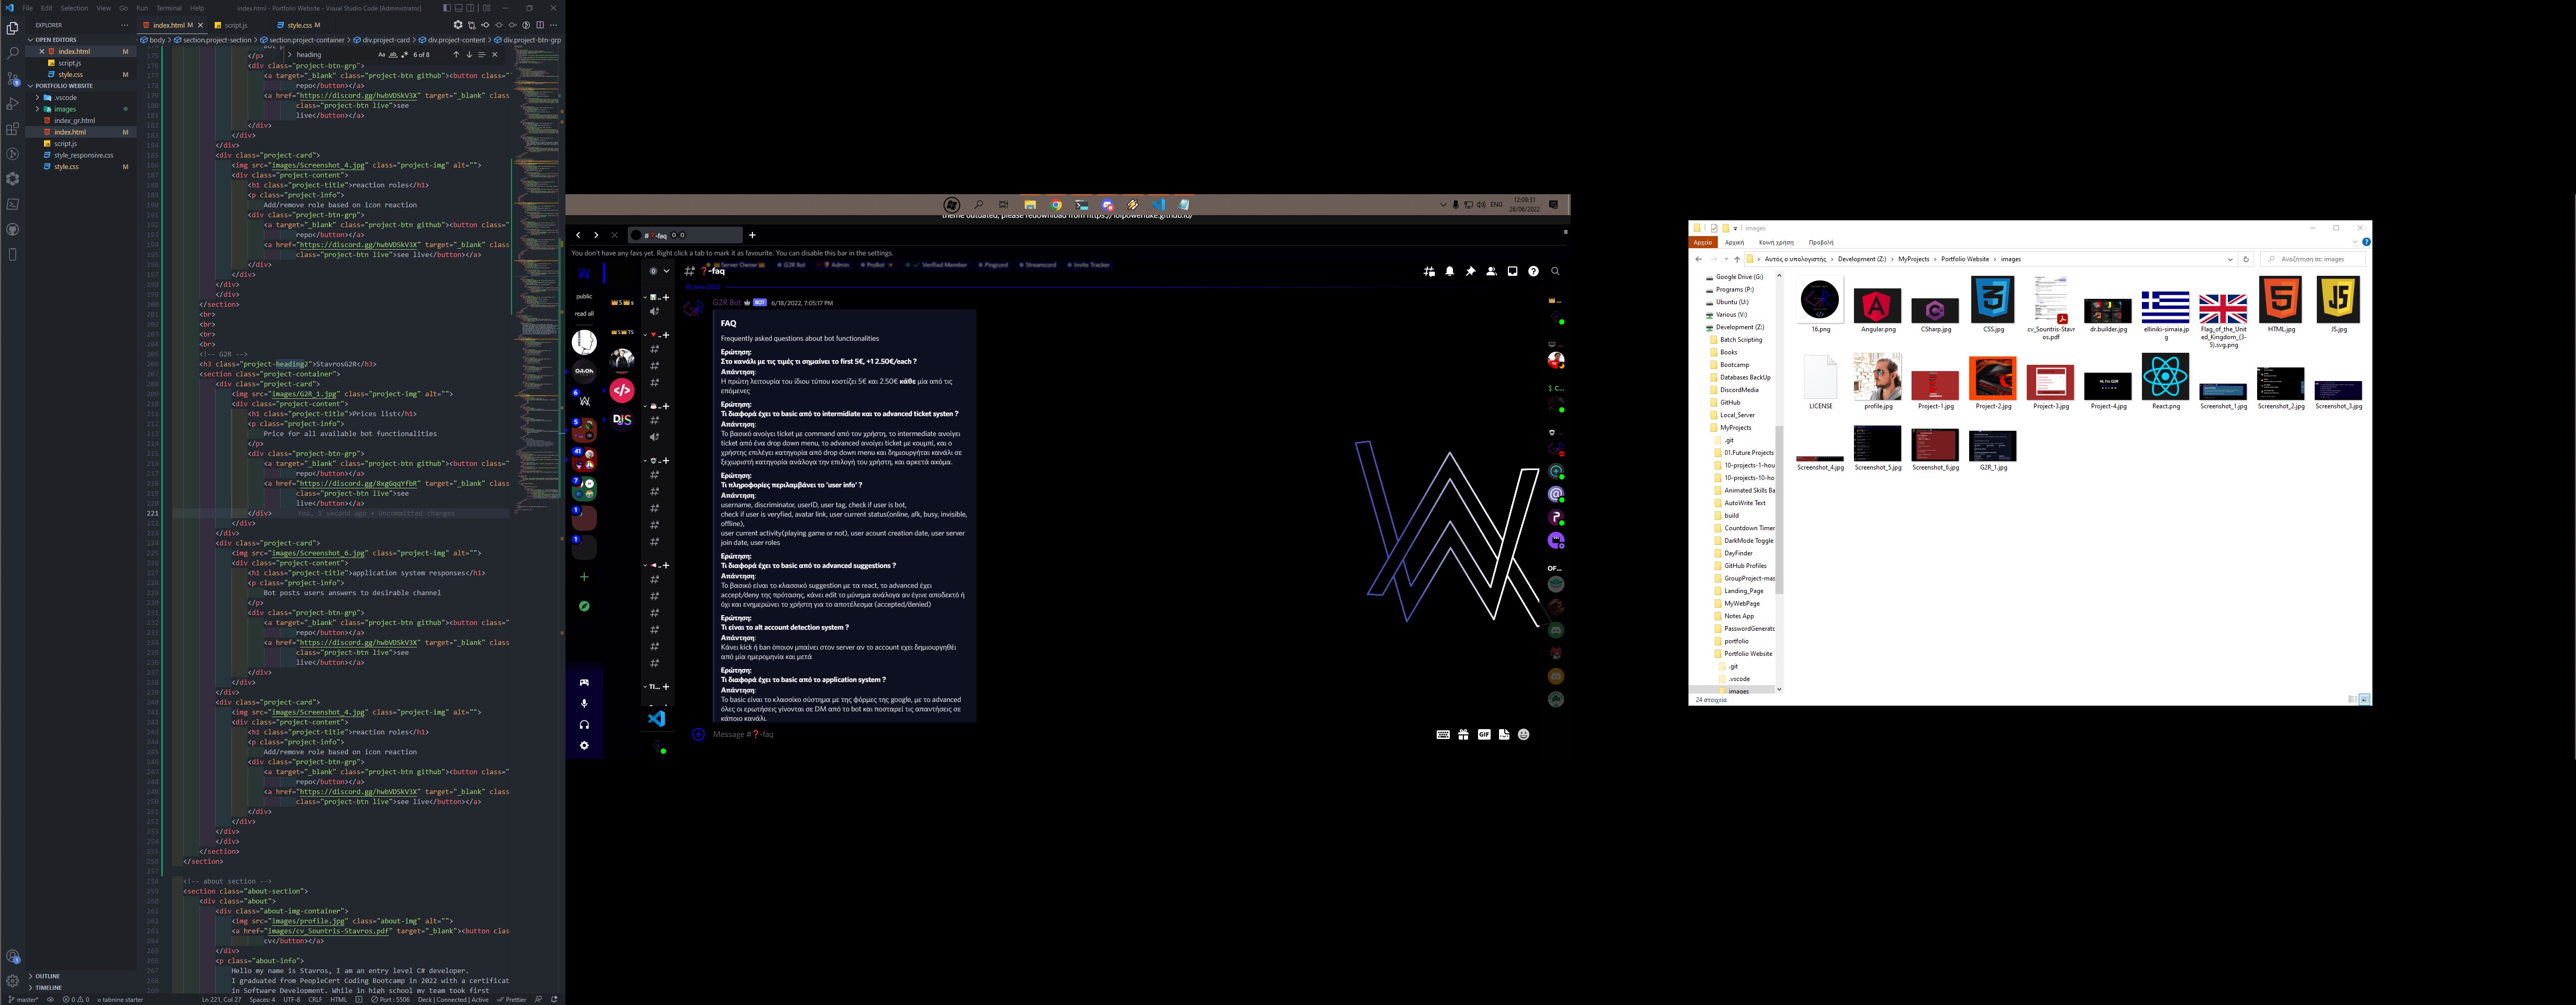 File Edit Selection View Go Run Terminal Help
index.html - Portfolio Website - Visual Studio Code [Administrator]
EXPLORER
index.html M
script.js
style.css M
OPEN EDITORS
index.html M
script.js
style.css M
PORTFOLIO WEBSITE
.vscode
images
index_gr.html
index.html M
script.js
style_responsive.css
style.css M
OUTLINE
TIMELINE
body > section.project-section > section.project-container > div.project-card > div.project-content > div.project-btn-grp
heading
6 of 8
</p>
<div class="project-btn-grp">
<a target="_blank" class="project-btn github"><button class="
repo</button></a>
<a href="https://discord.gg/hwbVDSkV3X" target="_blank" class
class="project-btn live">see
live</button></a>
</div>
</div>
</div>
<div class="project-card">
<img src="images/Screenshot_4.jpg" class="project-img" alt="">
<div class="project-content">
<h1 class="project-title">reaction roles</h1>
<p class="project-info">
Add/remove role based on icon reaction
<div class="project-btn-grp">
<a target="_blank" class="project-btn github"><button class="
repo</button></a>
<a href="https://discord.gg/hwbVDSkV3X" target="_blank" class
class="project-btn live">see live</button></a>
</div>
</div>
</div>
</div>
</section>
<br>
<br>
<br>
<br>
<!-- G2R -->
<h3 class="project-heading2">StavrosG2R</h3>
<section class="project-container">
<div class="project-card">
<img src="images/G2R_1.jpg" class="project-img" alt="">
<div class="project-content">
<h1 class="project-title">Prices list</h1>
<p class="project-info">
Price for all available bot functionalities
</p>
<div class="project-btn-grp">
<a target="_blank" class="project-btn github"><button class="
repo</button></a>
<a href="https://discord.gg/8xgGqqYfbR" target="_blank" class
class="project-btn live">see
live</button></a>
</div> You, 1 second ago • Uncommitted changes
</div>
</div>
<div class="project-card">
<img src="images/Screenshot_6.jpg" class="project-img" alt="">
<div class="project-content">
<h1 class="project-title">application system responses</h1>
<p class="project-info">
Bot posts users answers to desirable channel
</p>
<div class="project-btn-grp">
<a target="_blank" class="project-btn github"><button class="
repo</button></a>
<a href="https://discord.gg/hwbVDSkV3X" target="_blank" class
class="project-btn live">see
live</button></a>
</div>
</div>
</div>
<div class="project-card">
<img src="images/Screenshot_4.jpg" class="project-img" alt="">
<div class="project-content">
<h1 class="project-title">reaction roles</h1>
<p class="project-info">
Add/remove role based on icon reaction
<div class="project-btn-grp">
<a target="_blank" class="project-btn github"><button class="
repo</button></a>
<a href="https://discord.gg/hwbVDSkV3X" target="_blank" class
class="project-btn live">see live</button></a>
</div>
</div>
</div>
</div>
</section>
</section>
<!-- about section -->
<section class="about-section">
<div class="about">
<div class="about-img-container">
<img src="images/profile.jpg" class="about-img" alt="">
<a href="images/cv_Sountris-Stavros.pdf" target="_blank"><button clas
cv</button></a>
</div>
<p class="about-info">
Hello my name is Stavros, I am an entry level C# developer.
I graduated from PeopleCert Coding Bootcamp in 2022 with a certificat
in Software Development. While in high school my team took first
master* 0 0 tabnine starter Ln 221, Col 27 Spaces: 4 UTF-8 CRLF HTML Port : 5506 Deck | Connected | Active Prettier
ENG
12:09:31
26/06/2022
#❓-faq
You don't have any favs yet. Right click a tab to mark it as favourite. You can disable this bar in the settings.
❓-faq
Server Owner G2R Bot Admin ProBot Verified Member Pingcord Streamcord Invite Tracker
public
read all
G2R Bot BOT 6/18/2022, 7:05:17 PM
FAQ
Frequently asked questions about bot functionalities
Ερώτηση:
Στο κανάλι με τις τιμές τι σημαίνει το first 5€, +1 2.50€/each ?
Απάντηση:
Η πρώτη λειτουρία του ίδιου τύπου κοστίζει 5€ και 2.50€ κάθε μία από τις
επόμενες
Ερώτηση:
Τι διαφορά έχει το basic από το intermidiate και το advanced ticket systen ?
Απάντηση:
Το βασικό ανοίγει ticket με command από τον χρήστη, το intermediate ανοίγει
ticket από ένα drop down menu, το advanced ανοίγει ticket με κουμπί, και ο
χρήστης επιλέγει κατηγορία από drop down menu και δημιουργήται κανάλι σε
ξεχωριστή κατηγορία ανάλογα την επιλογή του χρήστη, και αρκετά ακόμα.
Ερώτηση:
Τι πληροφορίες περιλαμβάνει το 'user info' ?
Απάντηση:
username, discriminator, userID, user tag, check if user is bot,
check if user is veryfied, avatar link, user current status(online, afk, busy, invisible,
offline),
user current activity(playing game or not), user acount creation date, user server
join date, user roles
Ερώτηση:
Τι διαφορά έχει το basic από το advanced suggestions ?
Απάντηση:
Το βασικό είναι το κλασσικό suggestion με τα react, το advanced έχει
accept/deny της πρότασης, κάνει edit το μύνημα ανάλογα αν έγινε αποδεκτό ή
όχι και ενημερώνει το χρήστη για το αποτέλεσμα (accepted/denied)
Ερώτηση:
Τι είναι το alt account detection system ?
Απάντηση:
Κάνει kick ή ban όποιον μπαίνει στον server αν το account εχει δημιουργηθέι
από μία ημερομηνία και μετά
Ερώτηση:
Τι διαφορά έχει το basic από το application system ?
Απάντηση:
Το basic είναι το κλασσίκο σύστημα με της φόρμες της google, με το advanced
όλες οι ερωτήσεις γίνονται σε DM από το bot και ποσταρεί τις απαντήσεις σε
κάποιο κανάλι.
Message #❓-faq
GIF
images
Αρχείο Αρχική Κοινή χρήση Προβολή
Αυτός ο υπολογιστής > Development (Z:) > MyProjects > Portfolio Website > images
Αναζήτηση σε: images
Google Drive (G:)
Programs (P:)
Ubuntu (U:)
Various (V:)
Development (Z:)
Batch Scripting
Books
Bootcamp
Databases BackUp
DiscordMedia
GitHub
Local_Server
MyProjects
.git
01.Future Projects
10-projects-1-hou
10-projects-10-ho
Animated Skills Ba
AutoWrite Text
build
Countdown Timer
DarkMode Toggle
DayFinder
GitHub Profiles
GroupProject-mas
Landing_Page
MyWebPage
Notes App
PasswordGenerato
portfolio
Portfolio Website
.git
.vscode
images
16.png
Angular.png
CSharp.jpg
CSS.jpg
cv_Sountris-Stavros.pdf
dr.builder.jpg
elliniki-simaia.jpg
Flag_of_the_United_Kingdom_(3-5).svg.png
HTML.jpg
JS.jpg
LICENSE
profile.jpg
Project-1.jpg
Project-2.jpg
Project-3.jpg
Project-4.jpg
React.png
Screenshot_1.jpg
Screenshot_2.jpg
Screenshot_3.jpg
Screenshot_4.jpg
Screenshot_5.jpg
Screenshot_6.jpg
G2R_1.jpg
24 στοιχεία